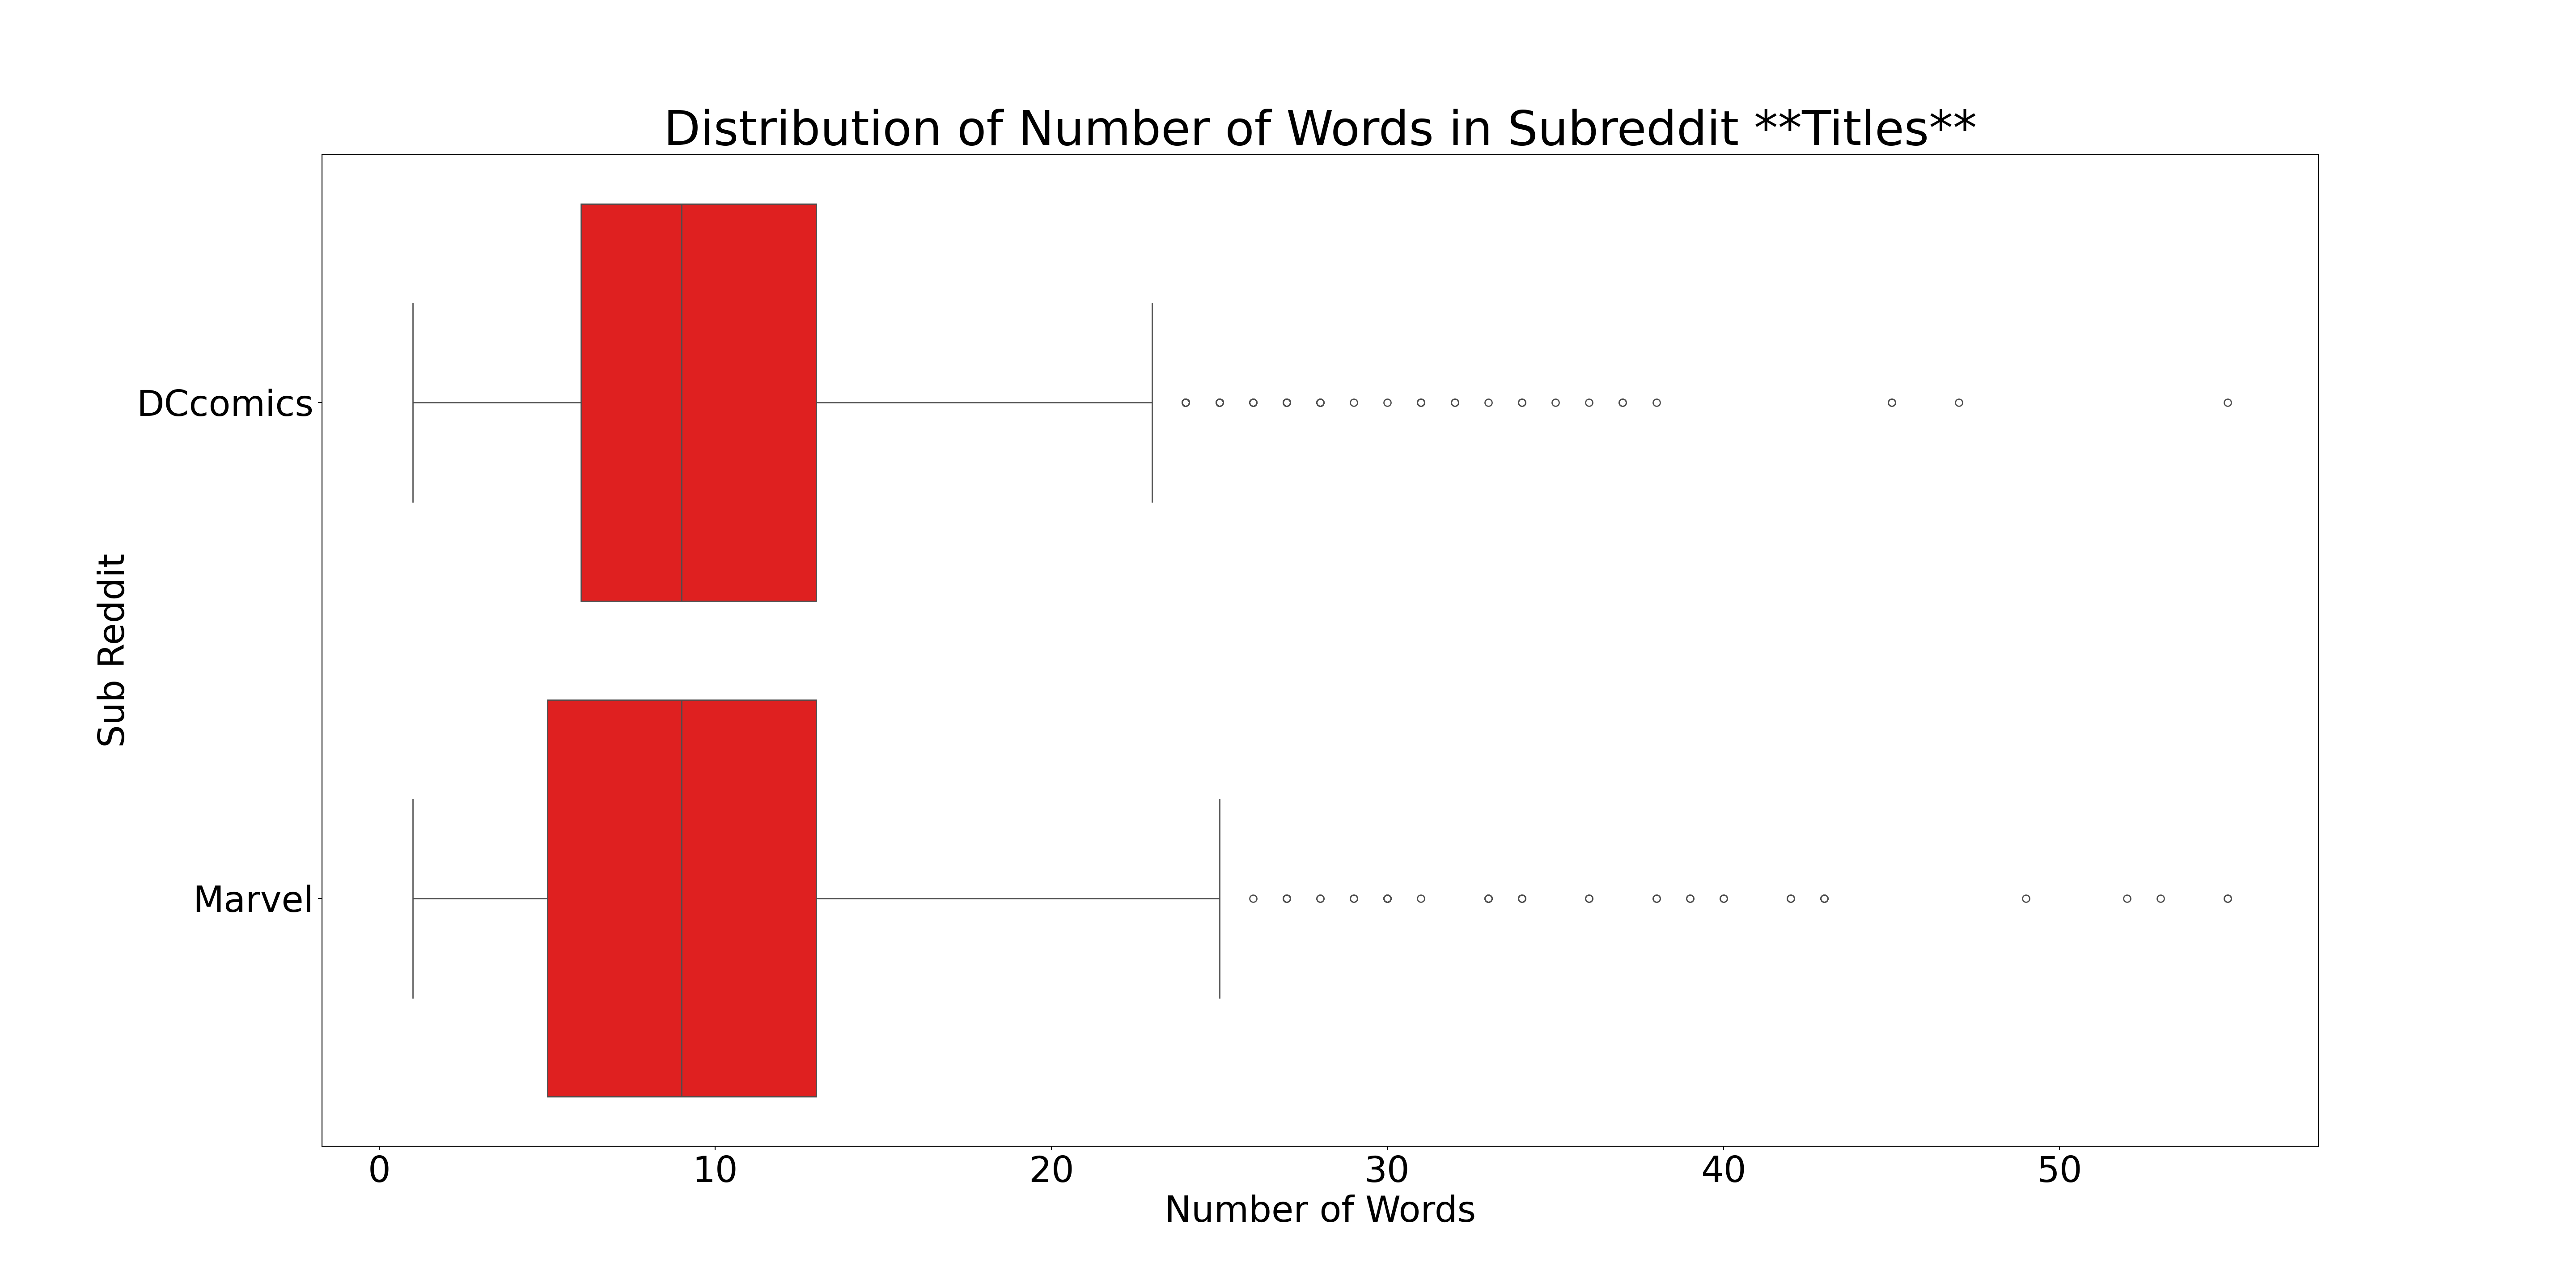 Distribution of Number of Words in Subreddit **Titles**
DCcomics
Sub Reddit
Marvel
0 10 20 30 40 50
Number of Words